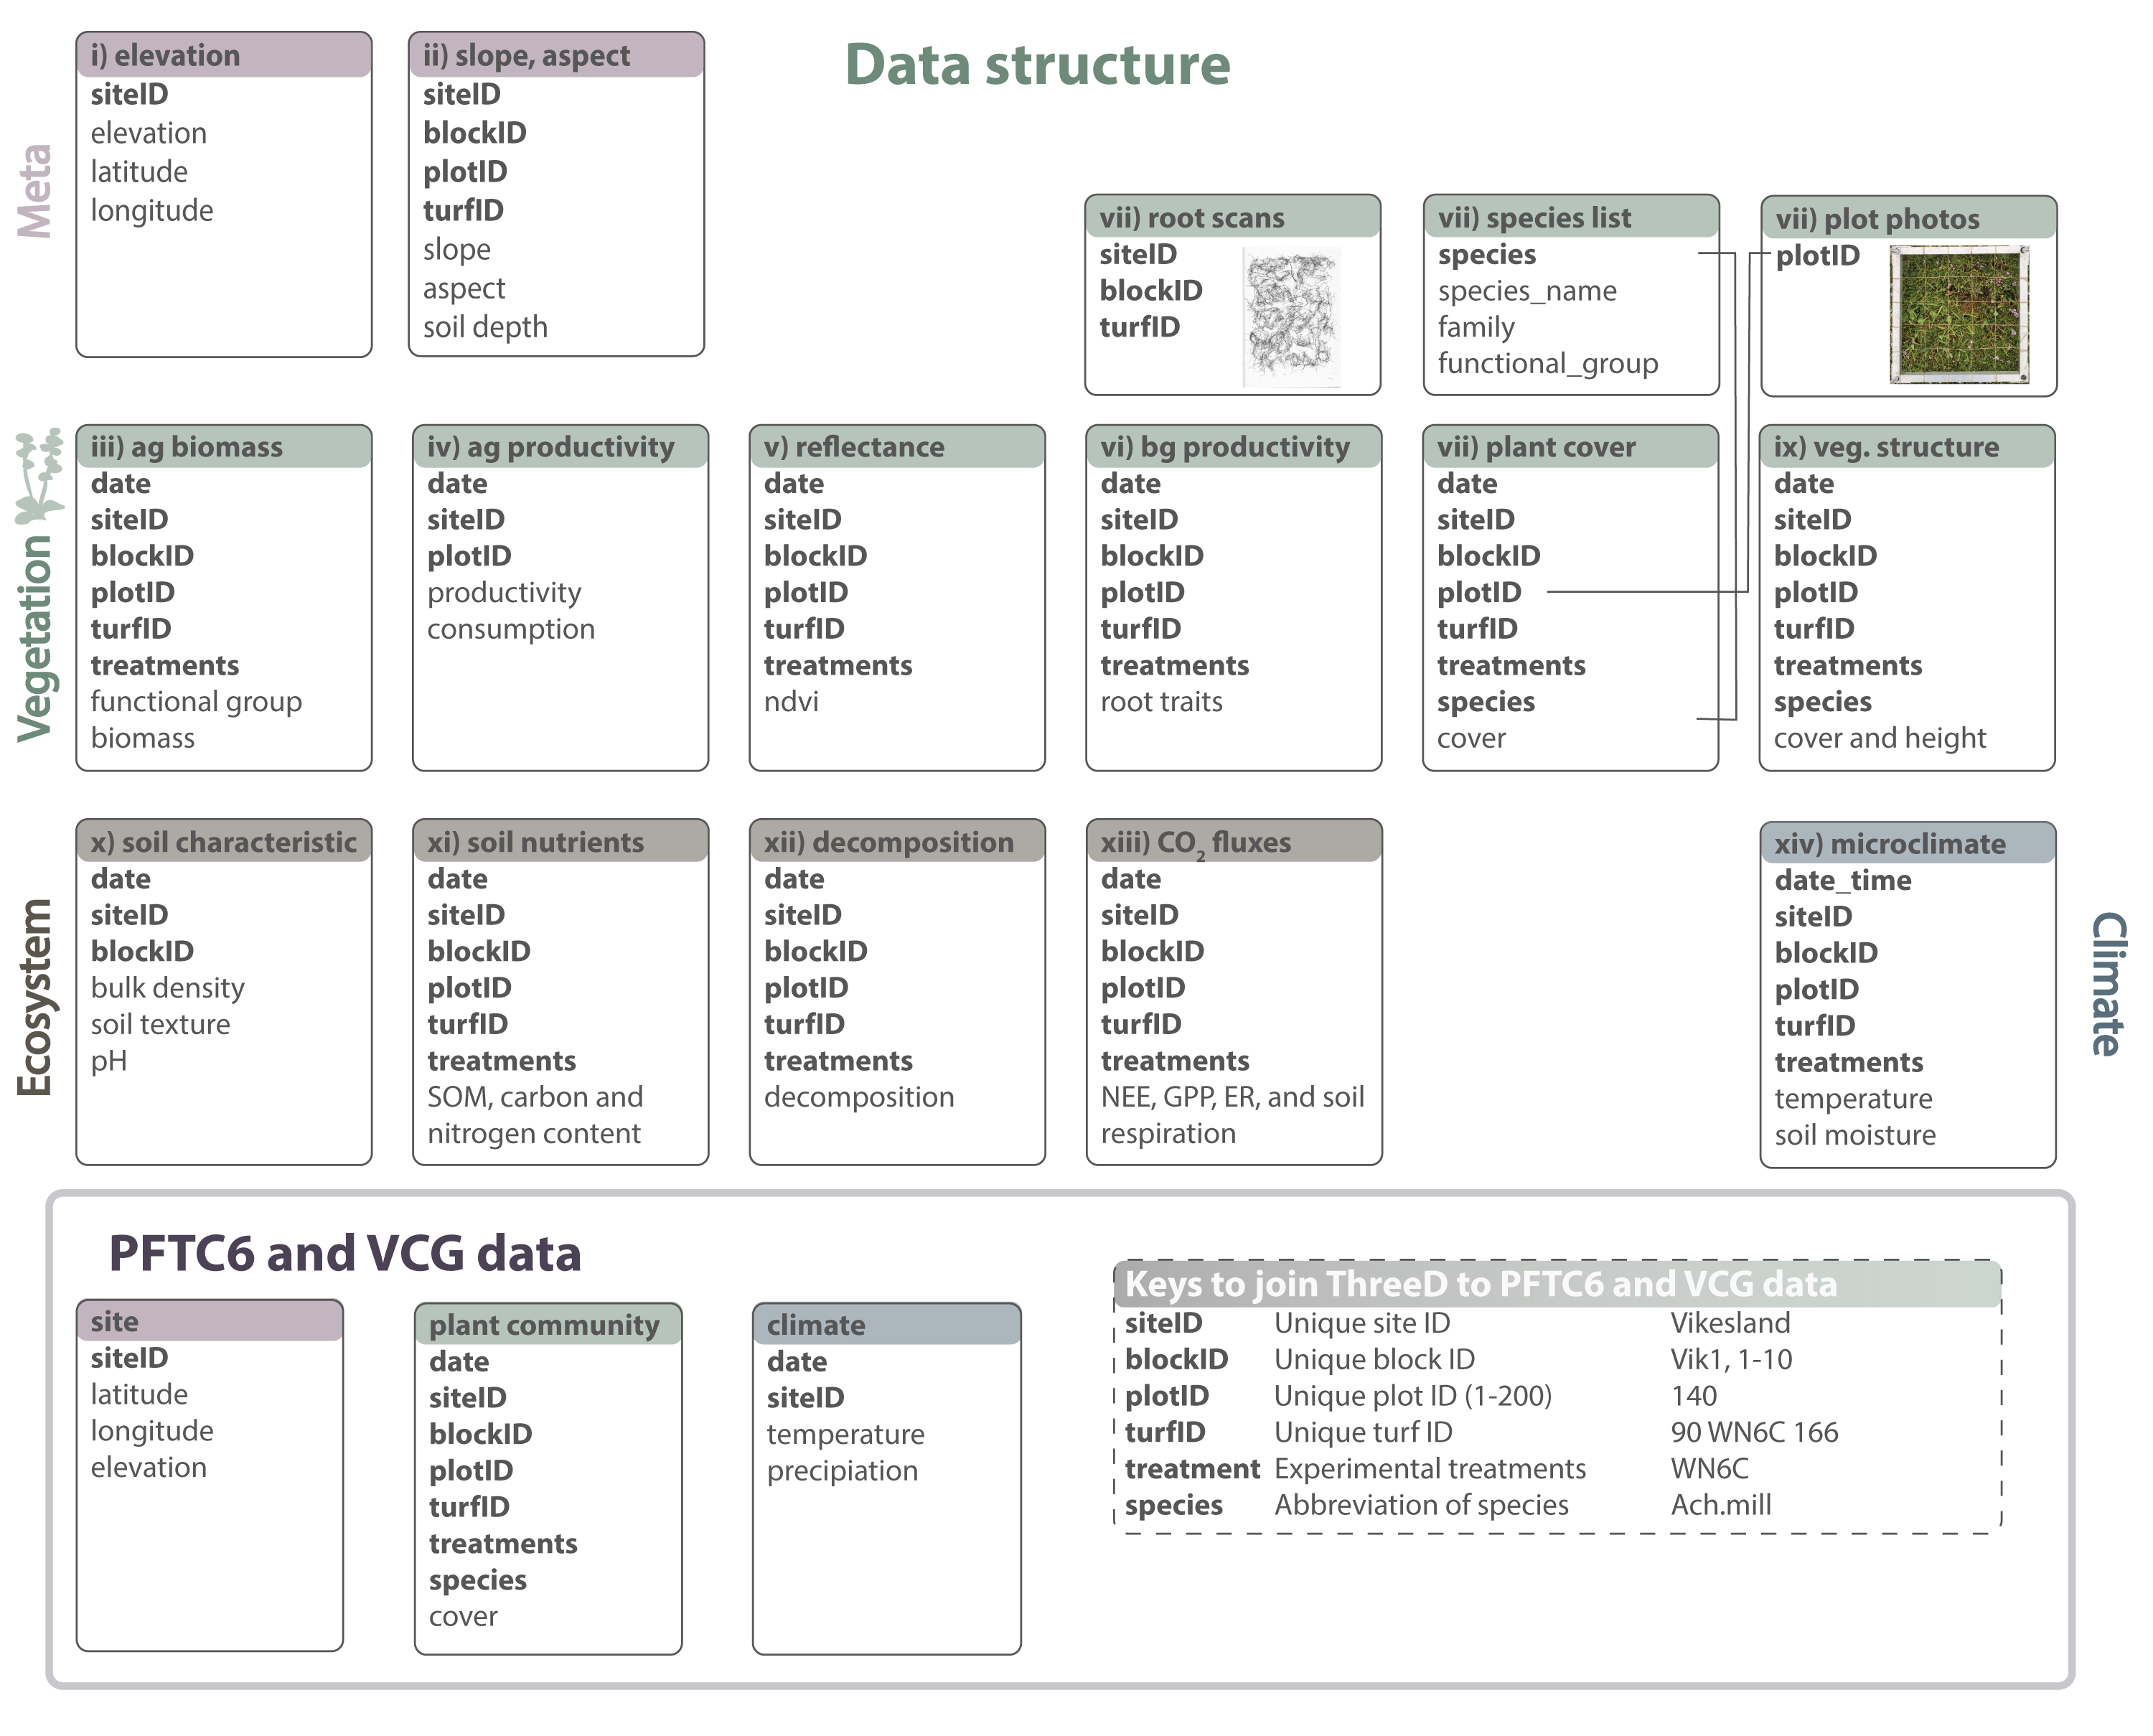 Data structure
Meta
i) elevation
siteID
elevation
latitude
longitude
ii) slope, aspect
siteID
blockID
plotID
turfID
slope
aspect
soil depth
vii) root scans
siteID
blockID
turfID
vii) species list
species
species_name
family
functional_group
vii) plot photos
plotID
Vegetation
iii) ag biomass
date
siteID
blockID
plotID
turfID
treatments
functional group
biomass
iv) ag productivity
date
siteID
plotID
productivity
consumption
v) reflectance
date
siteID
blockID
plotID
turfID
treatments
ndvi
vi) bg productivity
date
siteID
blockID
plotID
turfID
treatments
root traits
vii) plant cover
date
siteID
blockID
plotID
turfID
treatments
species
cover
ix) veg. structure
date
siteID
blockID
plotID
turfID
treatments
species
cover and height
Ecosystem
x) soil characteristic
date
siteID
blockID
bulk density
soil texture
pH
xi) soil nutrients
date
siteID
blockID
plotID
turfID
treatments
SOM, carbon and
nitrogen content
xii) decomposition
date
siteID
blockID
plotID
turfID
treatments
decomposition
xiii) CO₂ fluxes
date
siteID
blockID
plotID
turfID
treatments
NEE, GPP, ER, and soil
respiration
Climate
xiv) microclimate
date_time
siteID
blockID
plotID
turfID
treatments
temperature
soil moisture
PFTC6 and VCG data
site
siteID
latitude
longitude
elevation
plant community
date
siteID
blockID
plotID
turfID
treatments
species
cover
climate
date
siteID
temperature
precipiation
Keys to join ThreeD to PFTC6 and VCG data
siteID Unique site ID Vikesland
blockID Unique block ID Vik1, 1-10
plotID Unique plot ID (1-200) 140
turfID Unique turf ID 90 WN6C 166
treatment Experimental treatments WN6C
species Abbreviation of species Ach.mill